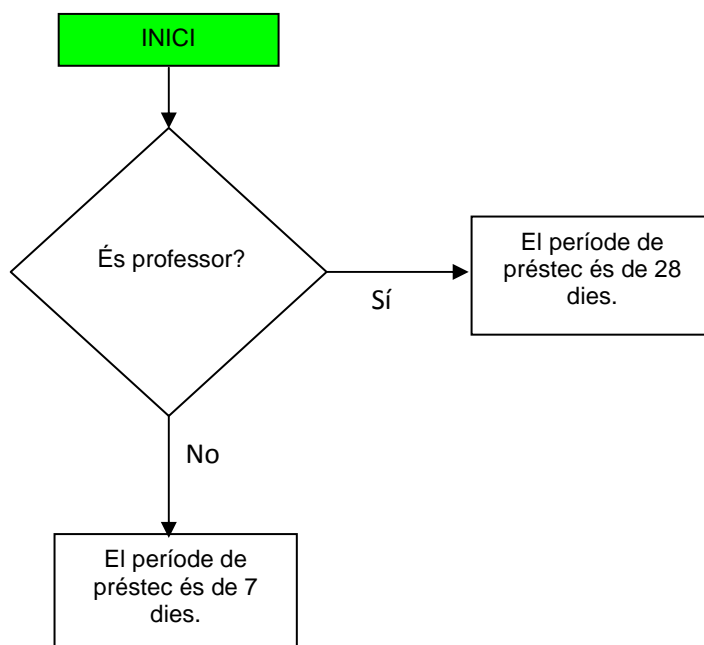 INICI
És professor?
Sí
El període de
préstec és de 28
dies.
No
El període de
préstec és de 7
dies.